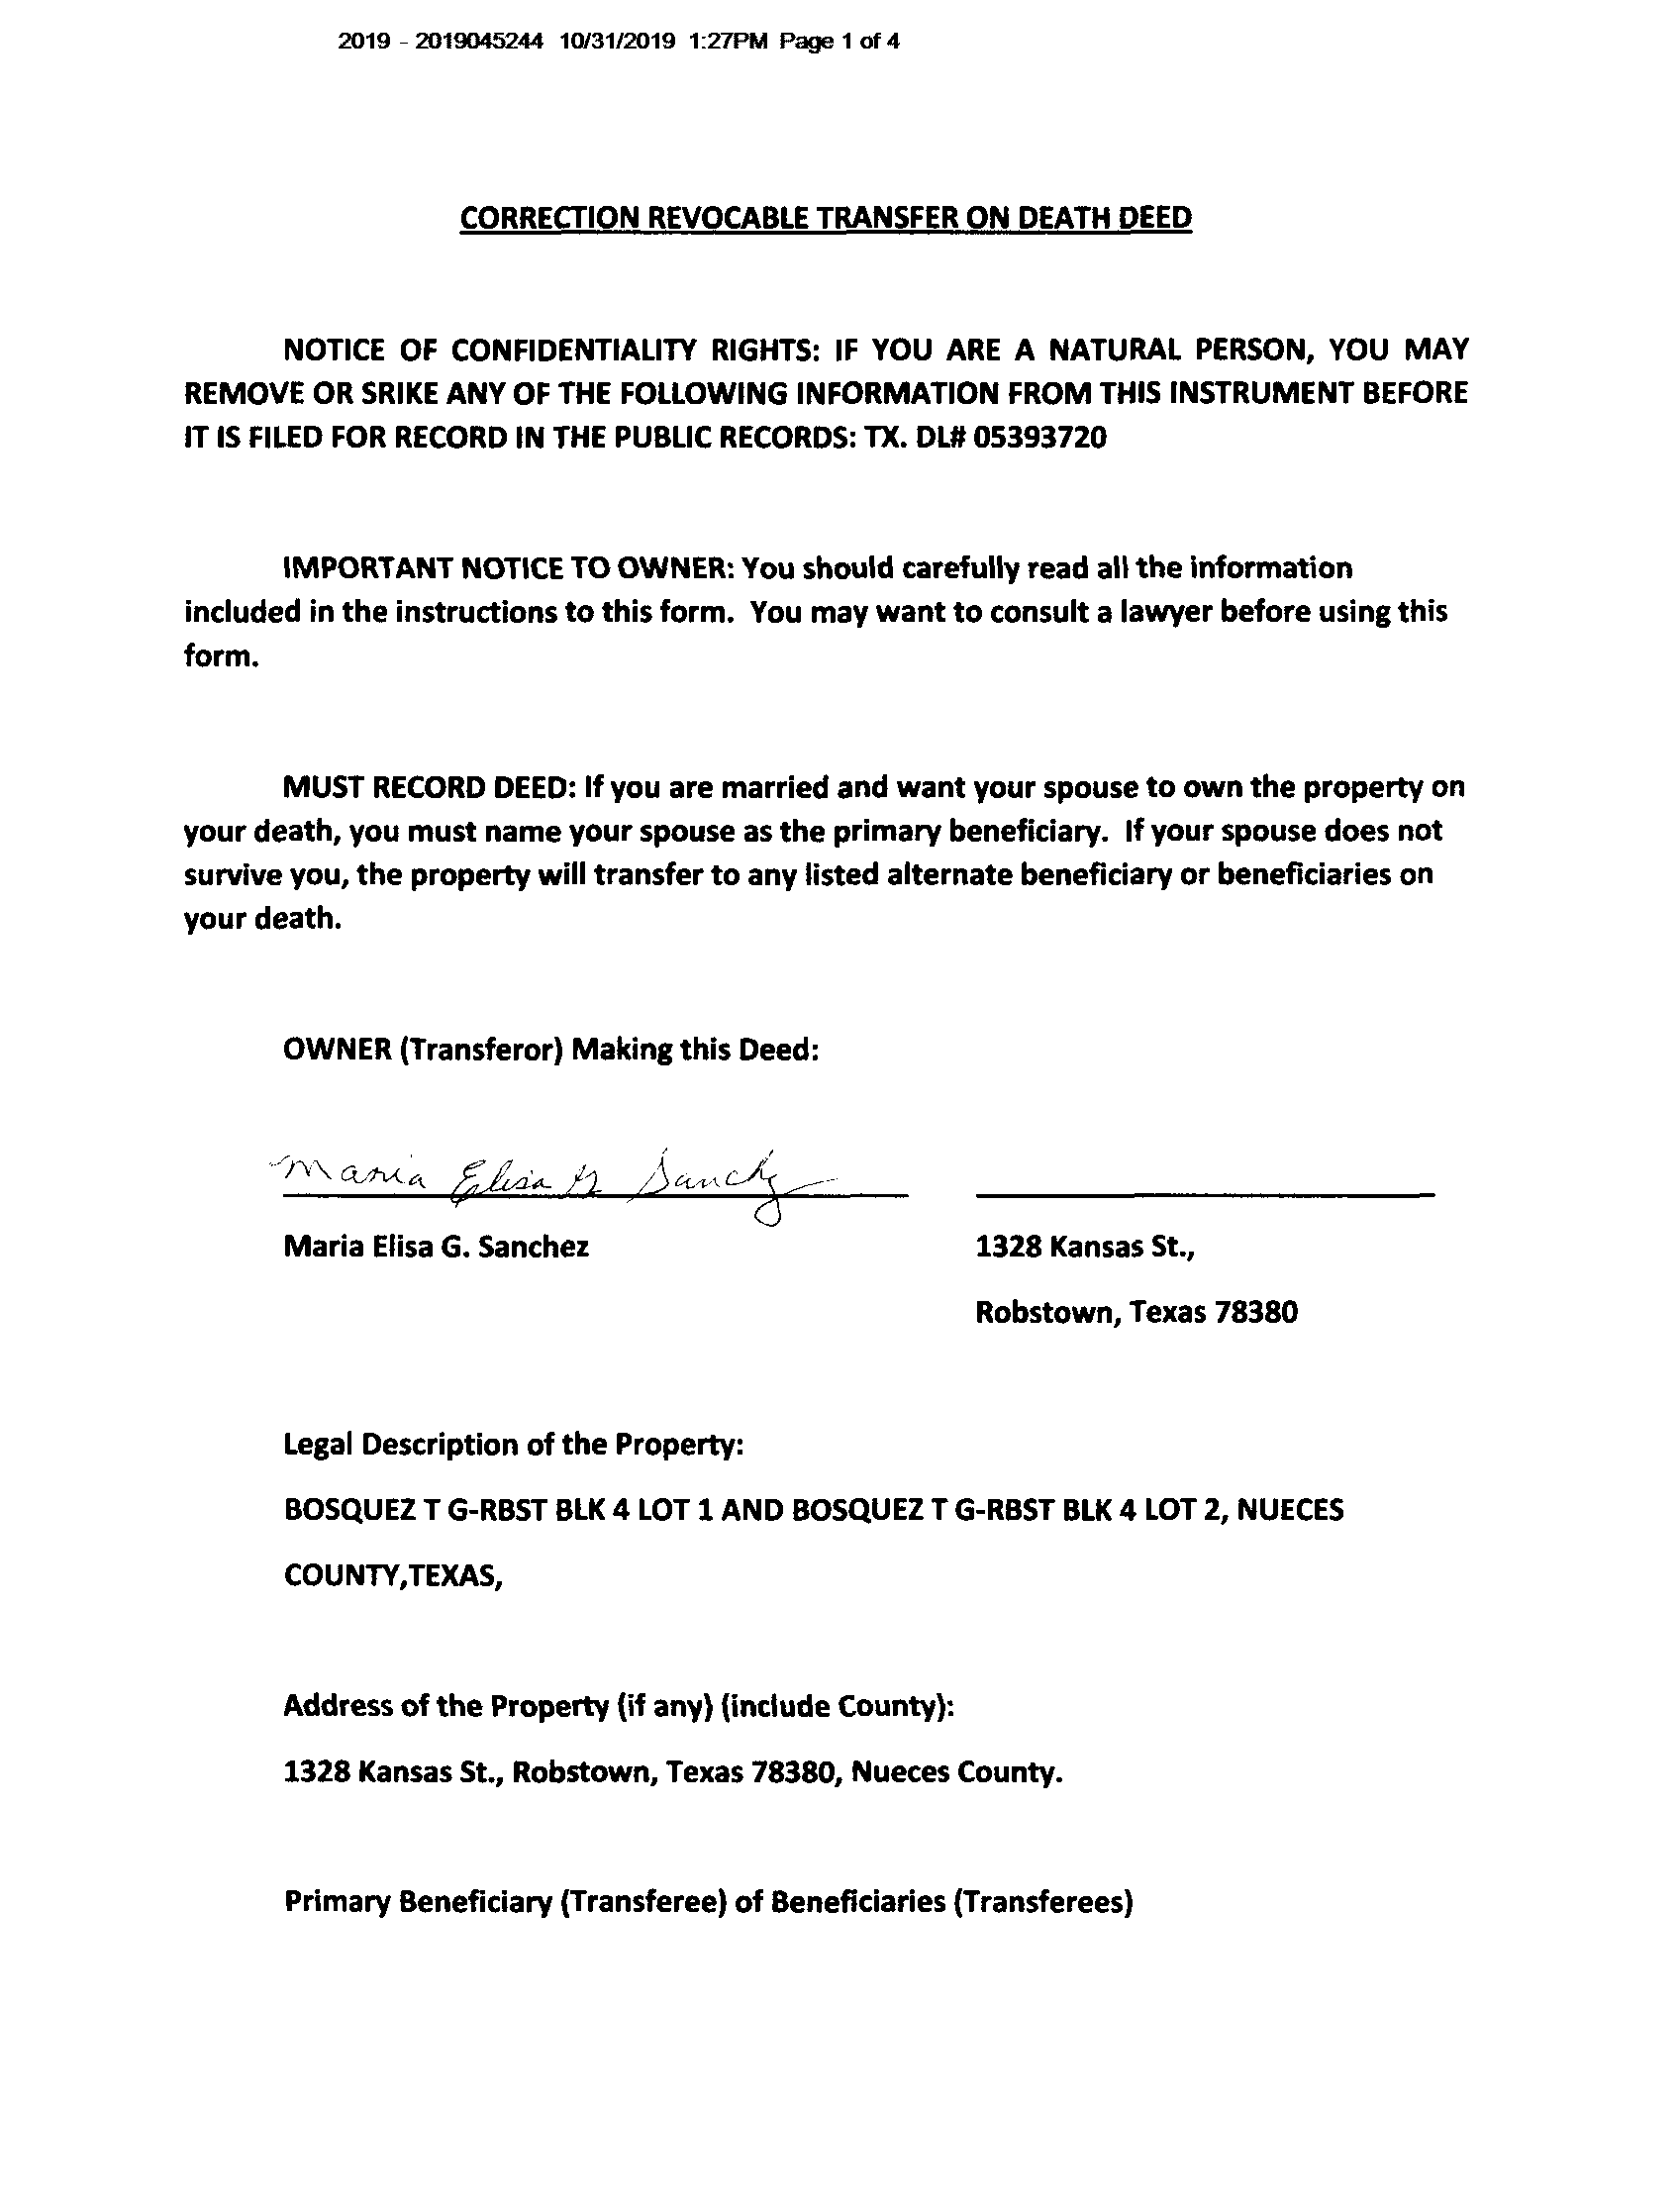 2019 - 2019045244 10/31/2019 1:27PM Page 1 of 4
CORRECTION REVOCABLE TRANSFER ON DEATH DEED
NOTICE OF CONFIDENTIALITY RIGHTS: IF YOU ARE A NATURAL PERSON, YOU MAY
REMOVE OR SRIKE ANY OF THE FOLLOWING INFORMATION FROM THIS INSTRUMENT BEFORE
IT IS FILED FOR RECORD IN THE PUBLIC RECORDS: TX. DL# 05393720
IMPORTANT NOTICE TO OWNER: You should carefully read all the information
included in the instructions to this form. You may want to consult a lawyer before using this
form.
MUST RECORD DEED: If you are married and want your spouse to own the property on
your death, you must name your spouse as the primary beneficiary. If your spouse does not
survive you, the property will transfer to any listed alternate beneficiary or beneficiaries on
your death.
OWNER (Transferor) Making this Deed:
Maria Elisa G Sanchez
Maria Elisa G. Sanchez
1328 Kansas St.,
Robstown, Texas 78380
Legal Description of the Property:
BOSQUEZ T G-RBST BLK 4 LOT 1 AND BOSQUEZ T G-RBST BLK 4 LOT 2, NUECES
COUNTY,TEXAS,
Address of the Property (if any) (include County):
1328 Kansas St., Robstown, Texas 78380, Nueces County.
Primary Beneficiary (Transferee) of Beneficiaries (Transferees)